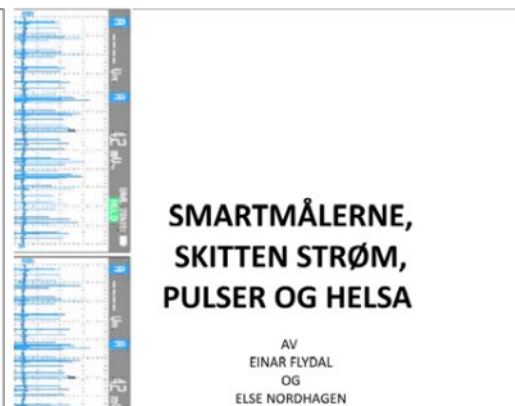 SMARTMÅLERNE,
SKITTEN STRØM,
PULSER OG HELSA
AV
EINAR FLYDAL
OG
ELSE NORDHAGEN